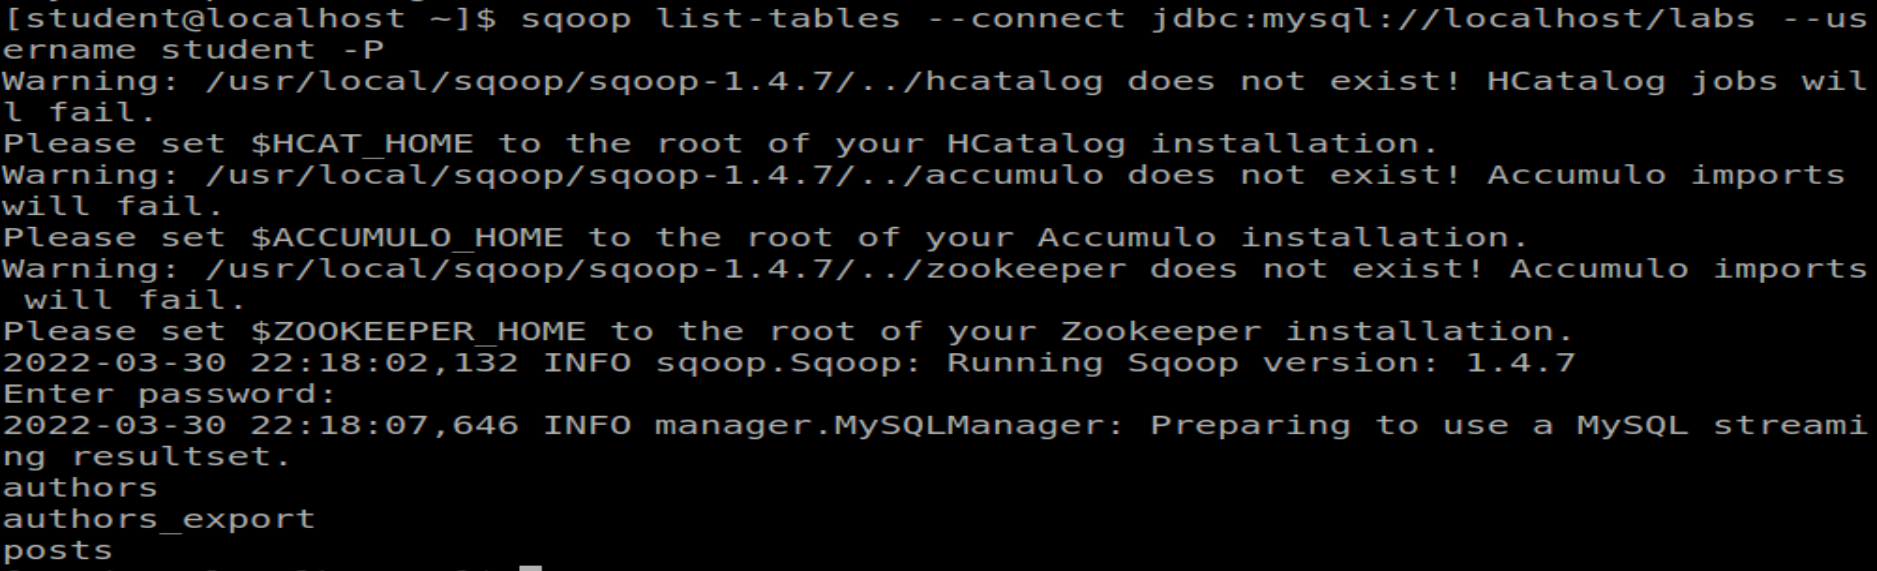 [student@localhost ~]$ sqoop list-tables --connect jdbc:mysql://localhost/labs --us
ername student -P
Warning: /usr/local/sqoop/sqoop-1.4.7/../hcatalog does not exist! HCatalog jobs wil
l fail.
Please set $HCAT_HOME to the root of your HCatalog installation.
Warning: /usr/local/sqoop/sqoop-1.4.7/../accumulo does not exist! Accumulo imports
will fail.
Please set $ACCUMULO_HOME to the root of your Accumulo installation.
Warning: /usr/local/sqoop/sqoop-1.4.7/../zookeeper does not exist! Accumulo imports
 will fail.
Please set $ZOOKEEPER_HOME to the root of your Zookeeper installation.
2022-03-30 22:18:02,132 INFO sqoop.Sqoop: Running Sqoop version: 1.4.7
Enter password:
2022-03-30 22:18:07,646 INFO manager.MySQLManager: Preparing to use a MySQL streami
ng resultset.
authors
authors_export
posts